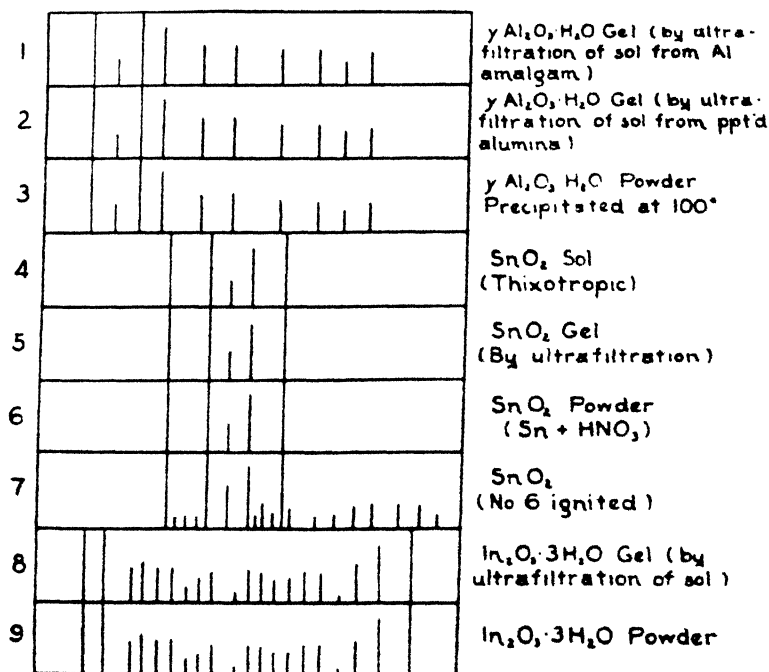 1
γ Al₂O₃·H₂O Gel (by ultra-
filtration of sol from Al
amalgam)
2
γ Al₂O₃·H₂O Gel (by ultra-
filtration of sol from ppt'd
alumina)
3
γ Al₂O₃ H₂O Powder
Precipitated at 100°
4
SnO₂ Sol
(Thixotropic)
5
SnO₂ Gel
(By ultrafiltration)
6
SnO₂ Powder
(Sn + HNO₃)
7
SnO₂
(No 6 ignited)
8
In₂O₃·3H₂O Gel (by
ultrafiltration of sol)
9
In₂O₃·3H₂O Powder